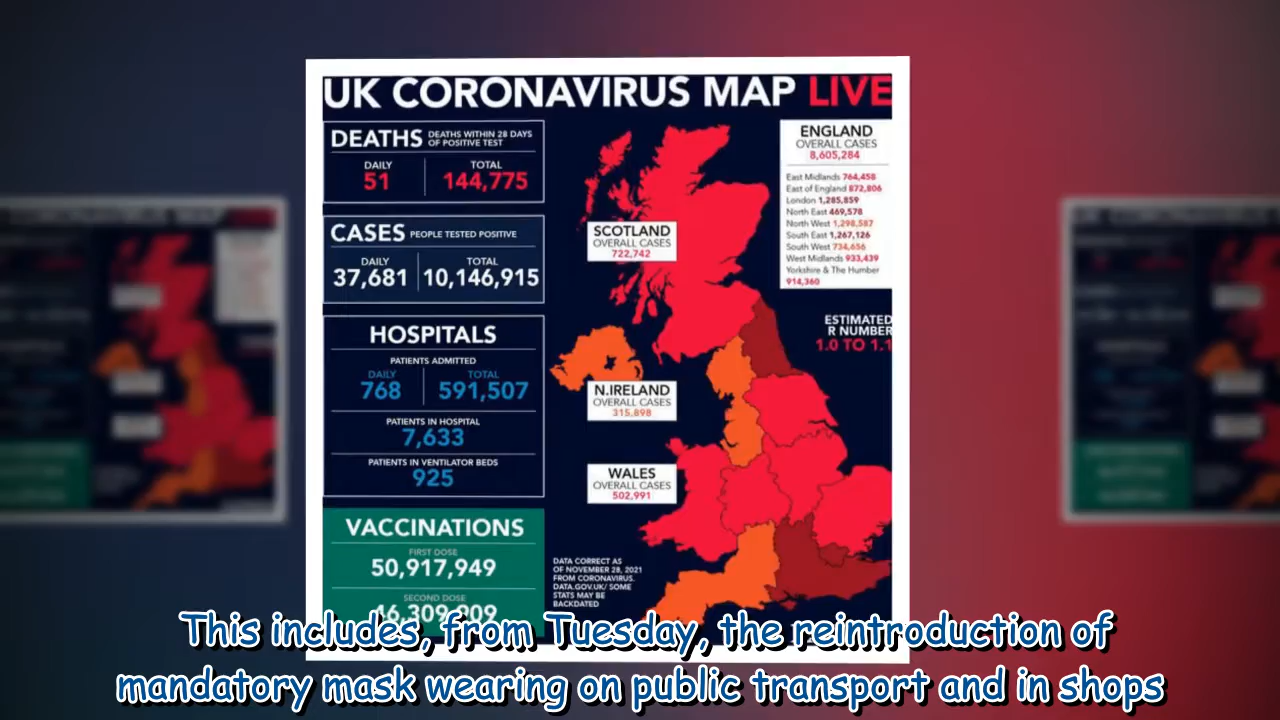 UK CORONAVIRUS MAP LIVE
DEATHS DEATHS WITHIN 28 DAYS
OF POSITIVE TEST
DAILY TOTAL
51 144,775
CASES PEOPLE TESTED POSITIVE
DAILY TOTAL
37,681 10,146,915
HOSPITALS
PATIENTS ADMITTED
DAILY TOTAL
768 591,507
PATIENTS IN HOSPITAL
7,633
PATIENTS IN VENTILATOR BEDS
925
VACCINATIONS
FIRST DOSE
50,917,949
SECOND DOSE
46,309,809
SCOTLAND
OVERALL CASES
722,742
N.IRELAND
OVERALL CASES
315,898
WALES
OVERALL CASES
502,991
DATA CORRECT AS
OF NOVEMBER 28, 2021
FROM CORONAVIRUS.
DATA.GOV.UK/ SOME
STATS MAY BE
BACKDATED
ENGLAND
OVERALL CASES
8,605,284
East Midlands 764,458
East of England 872,806
London 1,285,859
North East 469,578
North West 1,298,587
South East 1,267,126
South West 734,656
West Midlands 933,439
Yorkshire & The Humber
914,360
ESTIMATED
R NUMBER
1.0 TO 1.1
This includes, from Tuesday, the reintroduction of
mandatory mask wearing on public transport and in shops